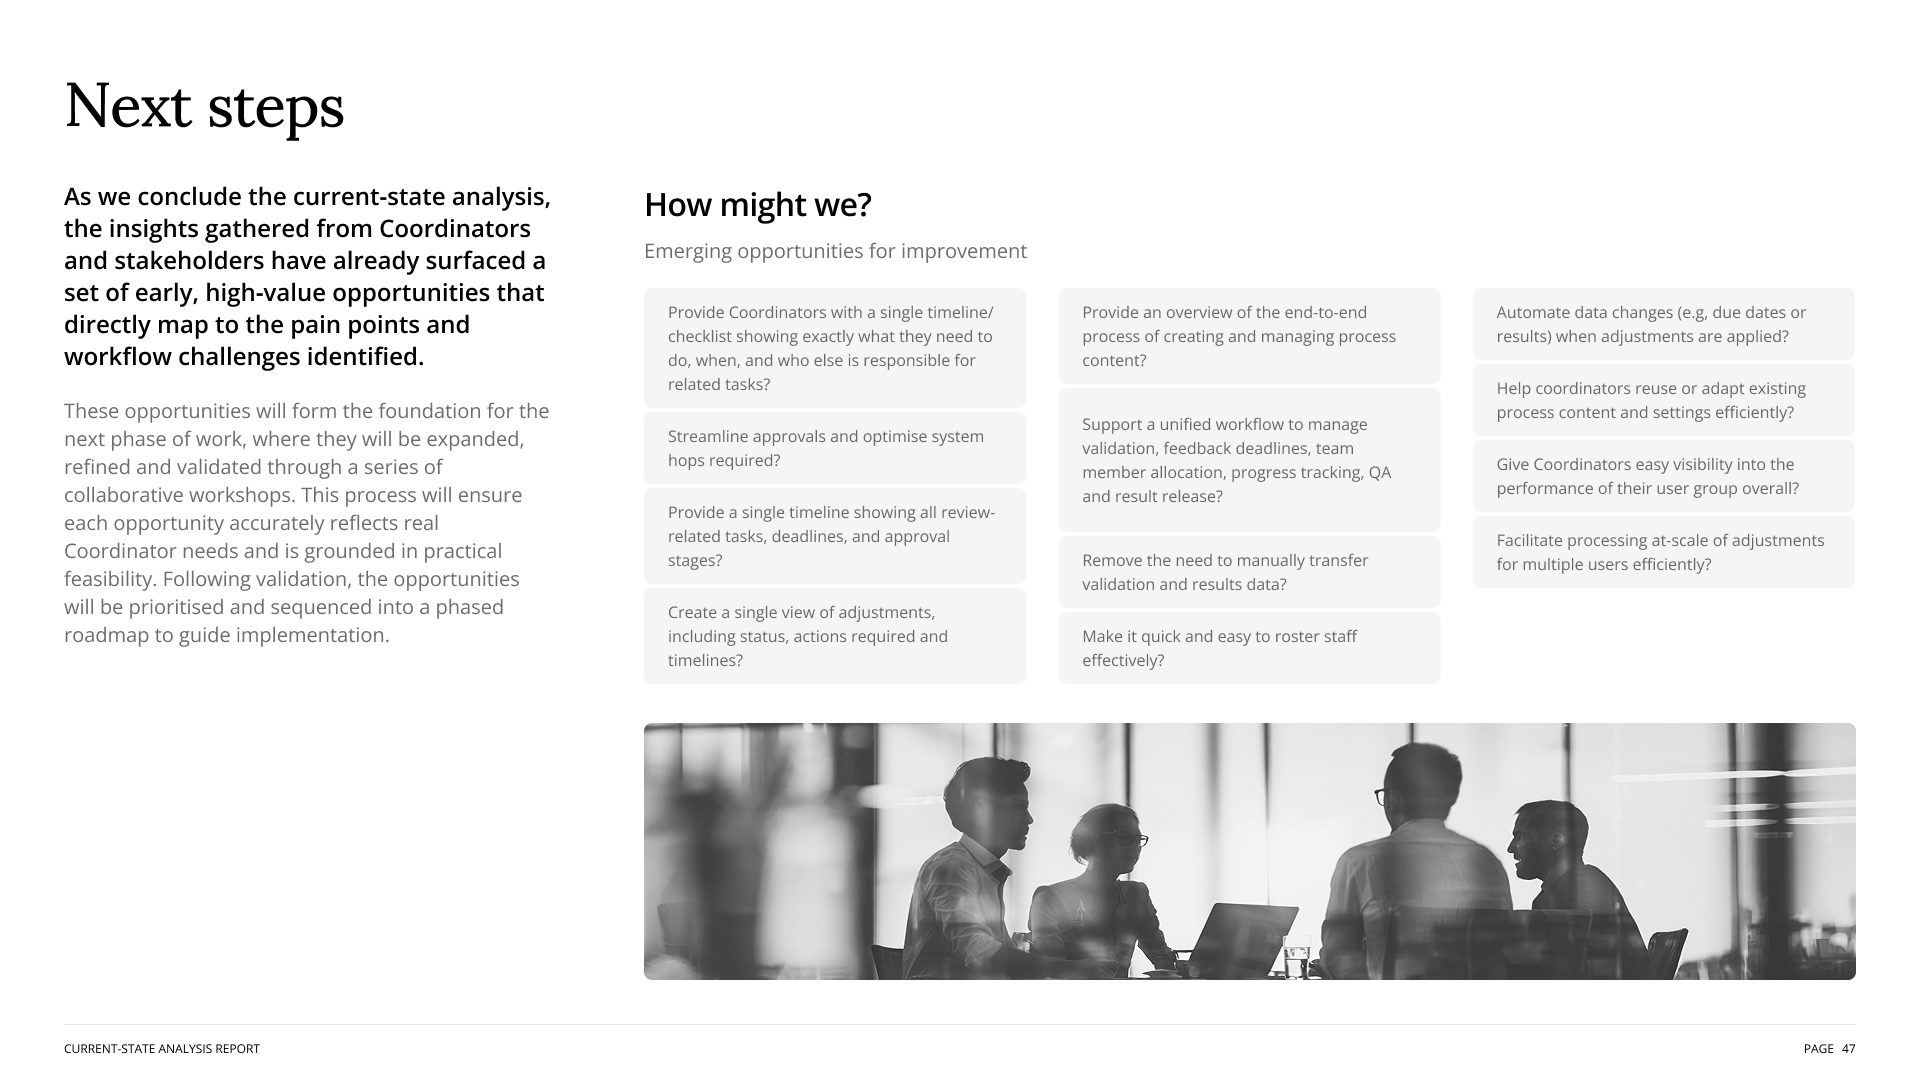 Next steps
As we conclude the current-state analysis,
the insights gathered from Coordinators
and stakeholders have already surfaced a
set of early, high-value opportunities that
directly map to the pain points and
workflow challenges identified.
These opportunities will form the foundation for the
next phase of work, where they will be expanded,
refined and validated through a series of
collaborative workshops. This process will ensure
each opportunity accurately reflects real
Coordinator needs and is grounded in practical
feasibility. Following validation, the opportunities
will be prioritised and sequenced into a phased
roadmap to guide implementation.
How might we?
Emerging opportunities for improvement
Provide Coordinators with a single timeline/
checklist showing exactly what they need to
do, when, and who else is responsible for
related tasks?
Streamline approvals and optimise system
hops required?
Provide a single timeline showing all review-
related tasks, deadlines, and approval
stages?
Create a single view of adjustments,
including status, actions required and
timelines?
Provide an overview of the end-to-end
process of creating and managing process
content?
Support a unified workflow to manage
validation, feedback deadlines, team
member allocation, progress tracking, QA
and result release?
Remove the need to manually transfer
validation and results data?
Make it quick and easy to roster staff
effectively?
Automate data changes (e.g, due dates or
results) when adjustments are applied?
Help coordinators reuse or adapt existing
process content and settings efficiently?
Give Coordinators easy visibility into the
performance of their user group overall?
Facilitate processing at-scale of adjustments
for multiple users efficiently?
CURRENT-STATE ANALYSIS REPORT
PAGE 47